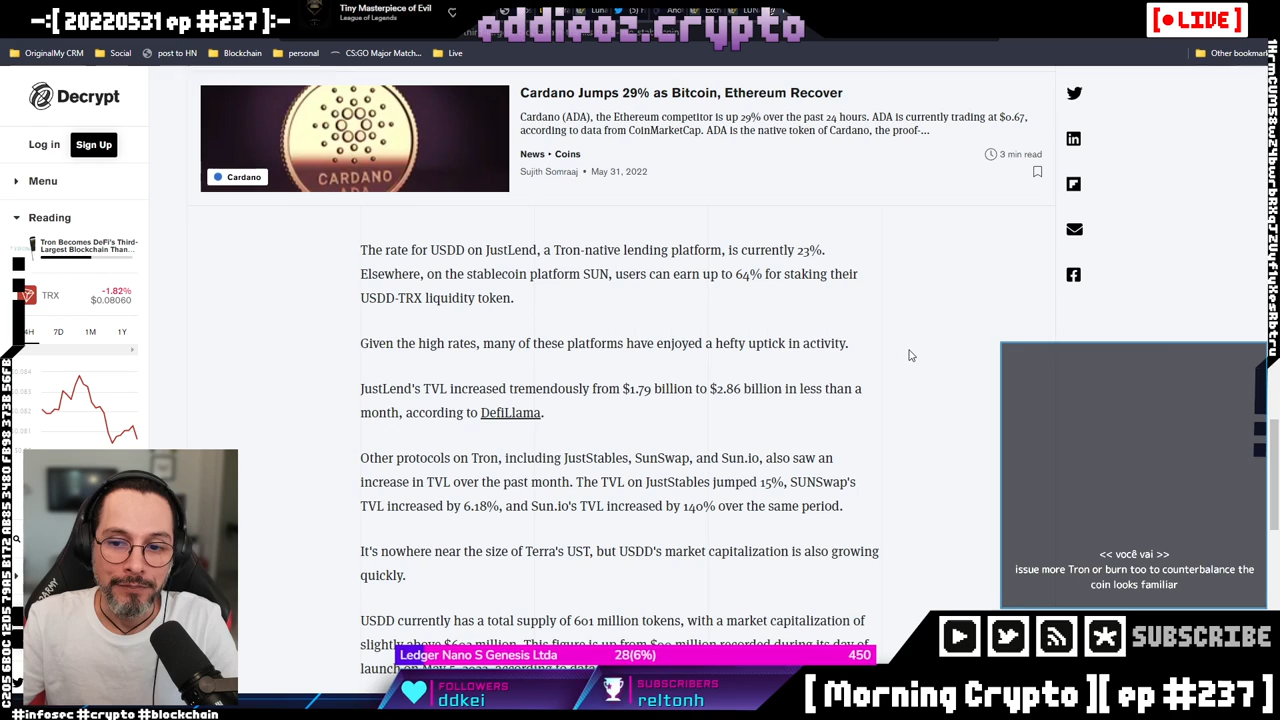 -:[ 20220531 ep #237 ]:-
Tiny Masterpiece of Evil
League of Legends
eddieoz.crypto
[●LIVE]
OriginalMy CRM
Social
post to HN
Blockchain
personal
CS:GO Major Match...
Live
Other bookmar
Decrypt
Log in
Sign Up
Menu
Reading
Tron Becomes DeFi's Third-
Largest Blockchain Than...
TRX
-1.82%
$0.08060
4H
7D
1M
1Y
Cardano
CARDANO
Cardano Jumps 29% as Bitcoin, Ethereum Recover
Cardano (ADA), the Ethereum competitor is up 29% over the past 24 hours. ADA is currently trading at $0.67,
according to data from CoinMarketCap. ADA is the native token of Cardano, the proof-...
News • Coins
3 min read
Sujith Somraaj • May 31, 2022
The rate for USDD on JustLend, a Tron-native lending platform, is currently 23%.
Elsewhere, on the stablecoin platform SUN, users can earn up to 64% for staking their
USDD-TRX liquidity token.
Given the high rates, many of these platforms have enjoyed a hefty uptick in activity.
JustLend's TVL increased tremendously from $1.79 billion to $2.86 billion in less than a
month, according to DefiLlama.
Other protocols on Tron, including JustStables, SunSwap, and Sun.io, also saw an
increase in TVL over the past month. The TVL on JustStables jumped 15%, SUNSwap's
TVL increased by 6.18%, and Sun.io's TVL increased by 140% over the same period.
It's nowhere near the size of Terra's UST, but USDD's market capitalization is also growing
quickly.
USDD currently has a total supply of 601 million tokens, with a market capitalization of
<< você vai >>
issue more Tron or burn too to counterbalance the
coin looks familiar
Ledger Nano S Genesis Ltda
28(6%)
450
FOLLOWERS
ddkei
SUBSCRIBERS
reltonh
SUBSCRIBE
[ Morning Crypto ][ ep #237 ]
#infosec #crypto #blockchain